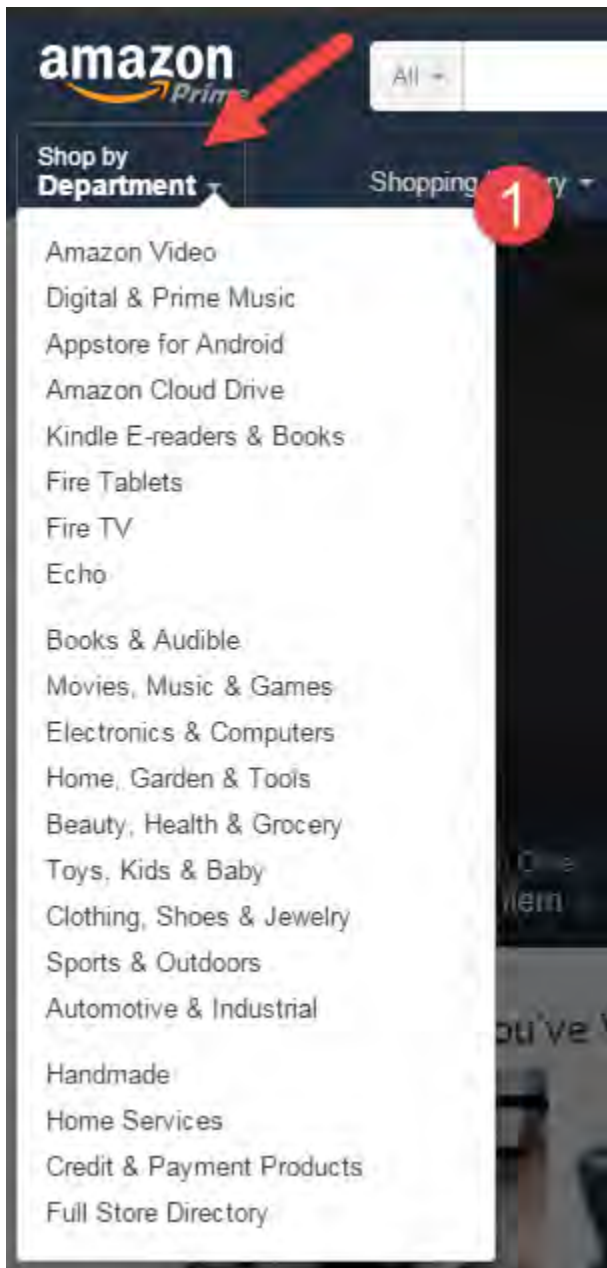 amazon
Prime
All
Shop by
Department
Shopping
1
Amazon Video
Digital & Prime Music
Appstore for Android
Amazon Cloud Drive
Kindle E-readers & Books
Fire Tablets
Fire TV
Echo
Books & Audible
Movies, Music & Games
Electronics & Computers
Home, Garden & Tools
Beauty, Health & Grocery
Toys, Kids & Baby
Clothing, Shoes & Jewelry
Sports & Outdoors
Automotive & Industrial
Handmade
Home Services
Credit & Payment Products
Full Store Directory